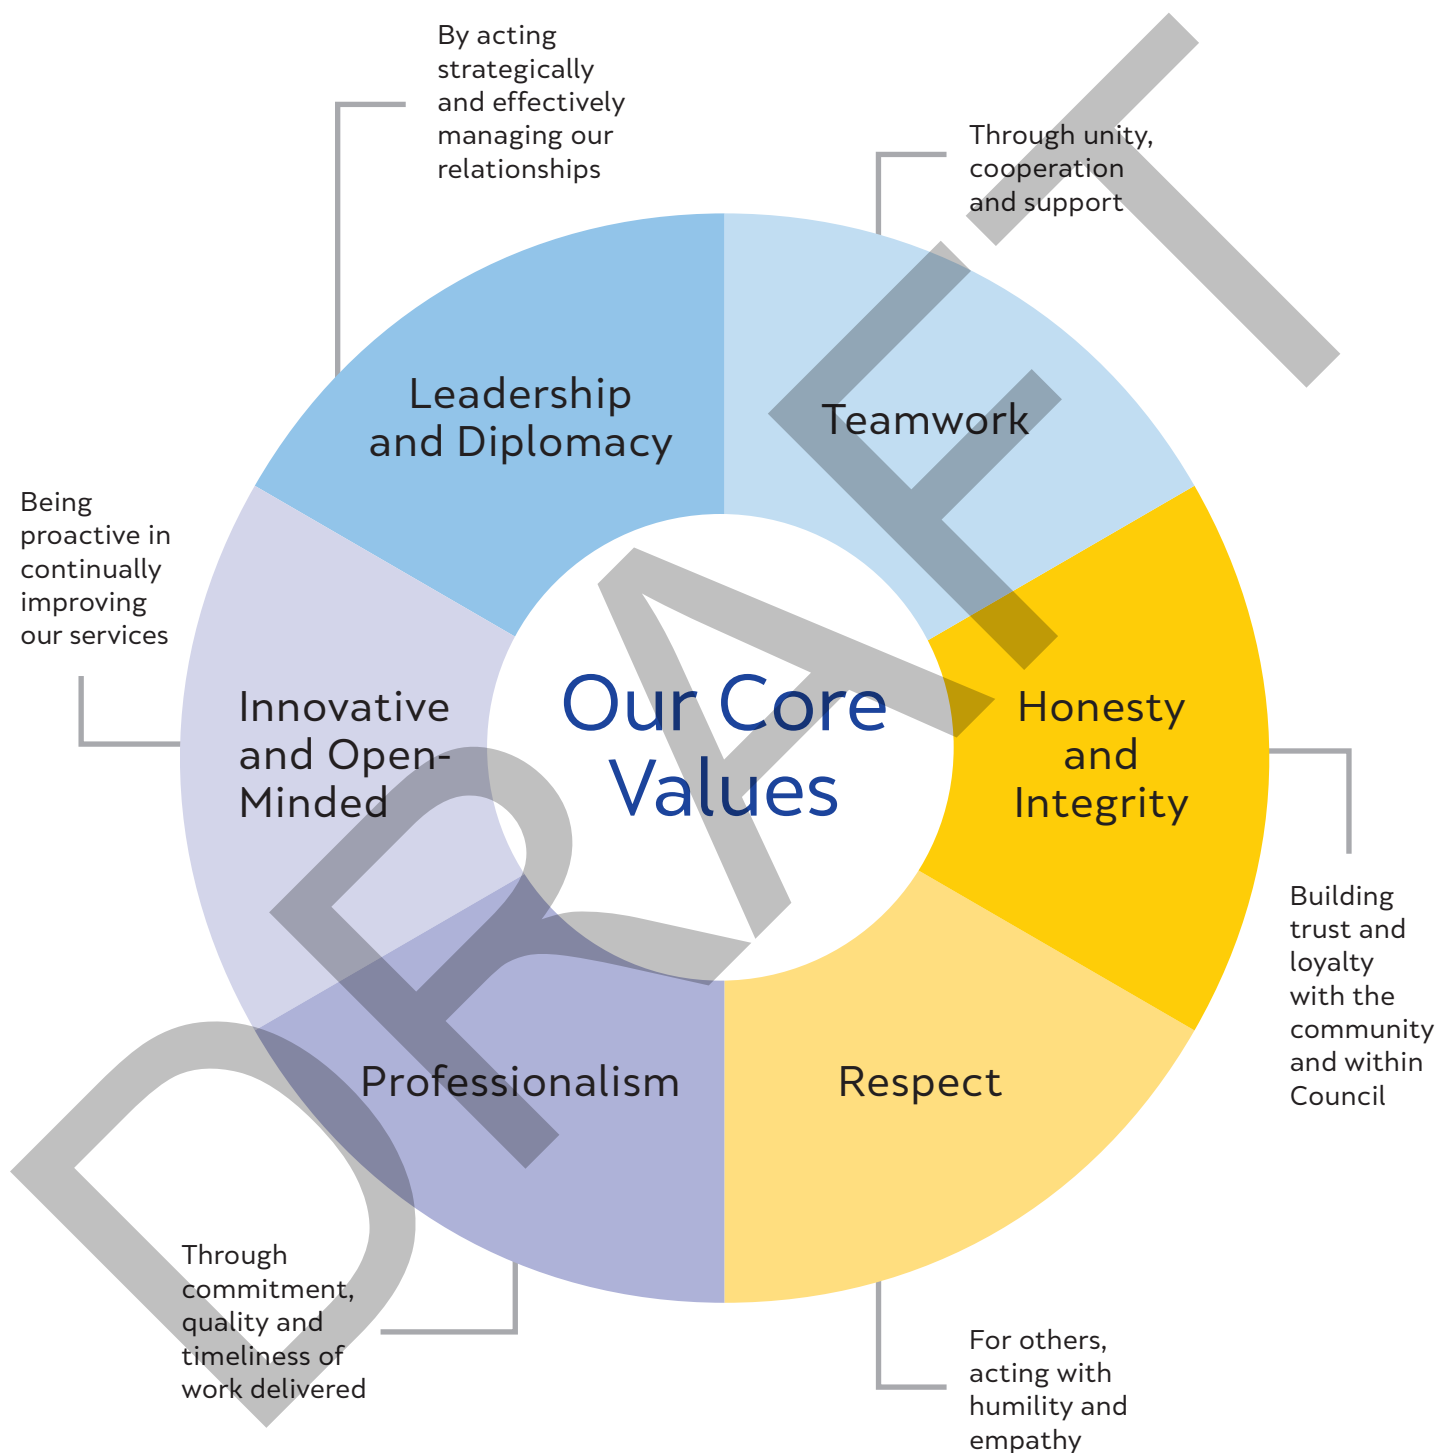 By acting
strategically
and effectively
managing our
relationships
Through unity,
cooperation
and support
Leadership
and Diplomacy
Teamwork
Being
proactive in
continually
improving
our services
Innovative
and Open-
Minded
Our Core
Values
Honesty
and
Integrity
Building
trust and
loyalty
with the
community
and within
Council
Professionalism
Respect
Through
commitment,
quality and
timeliness of
work delivered
For others,
acting with
humility and
empathy
DRAFT